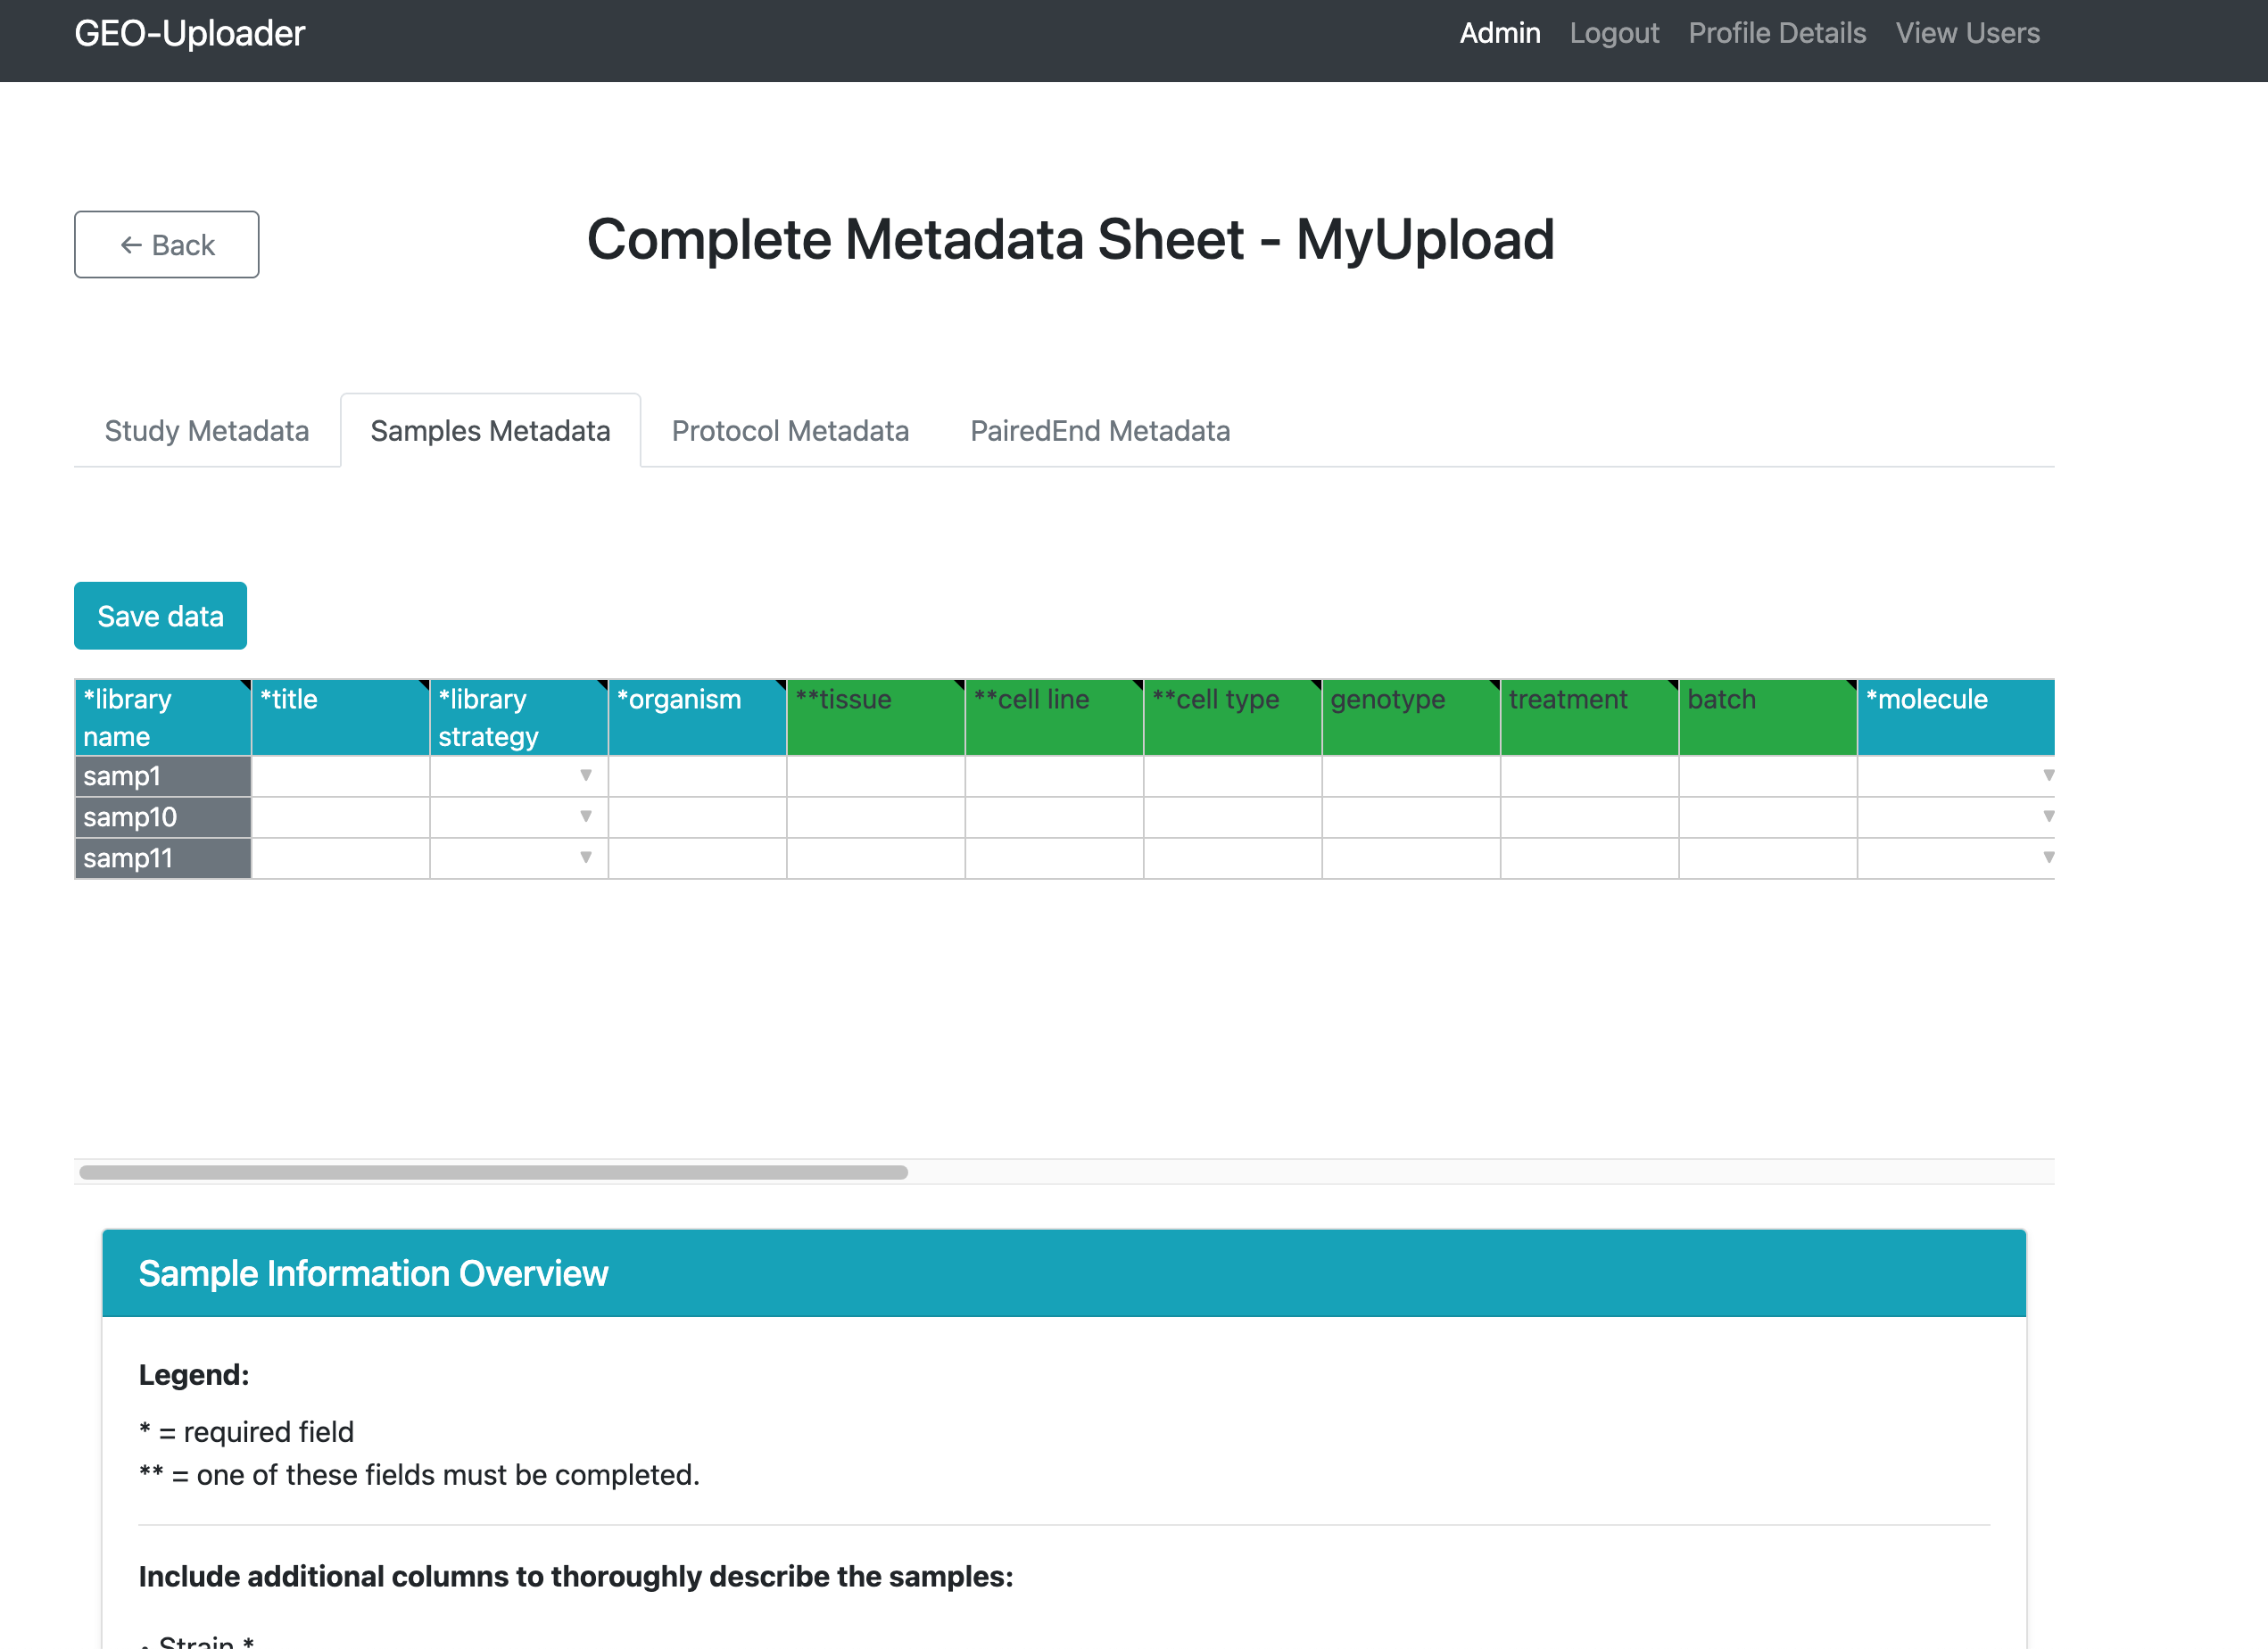 GEO-Uploader
Admin Logout Profile Details View Users
← Back
Complete Metadata Sheet - MyUpload
Study Metadata Samples Metadata Protocol Metadata PairedEnd Metadata
Save data
*library name *title *library strategy *organism **tissue **cell line **cell type genotype treatment batch *molecule
samp1
samp10
samp11
Sample Information Overview
Legend:
* = required field
** = one of these fields must be completed.
Include additional columns to thoroughly describe the samples:
• Strain *